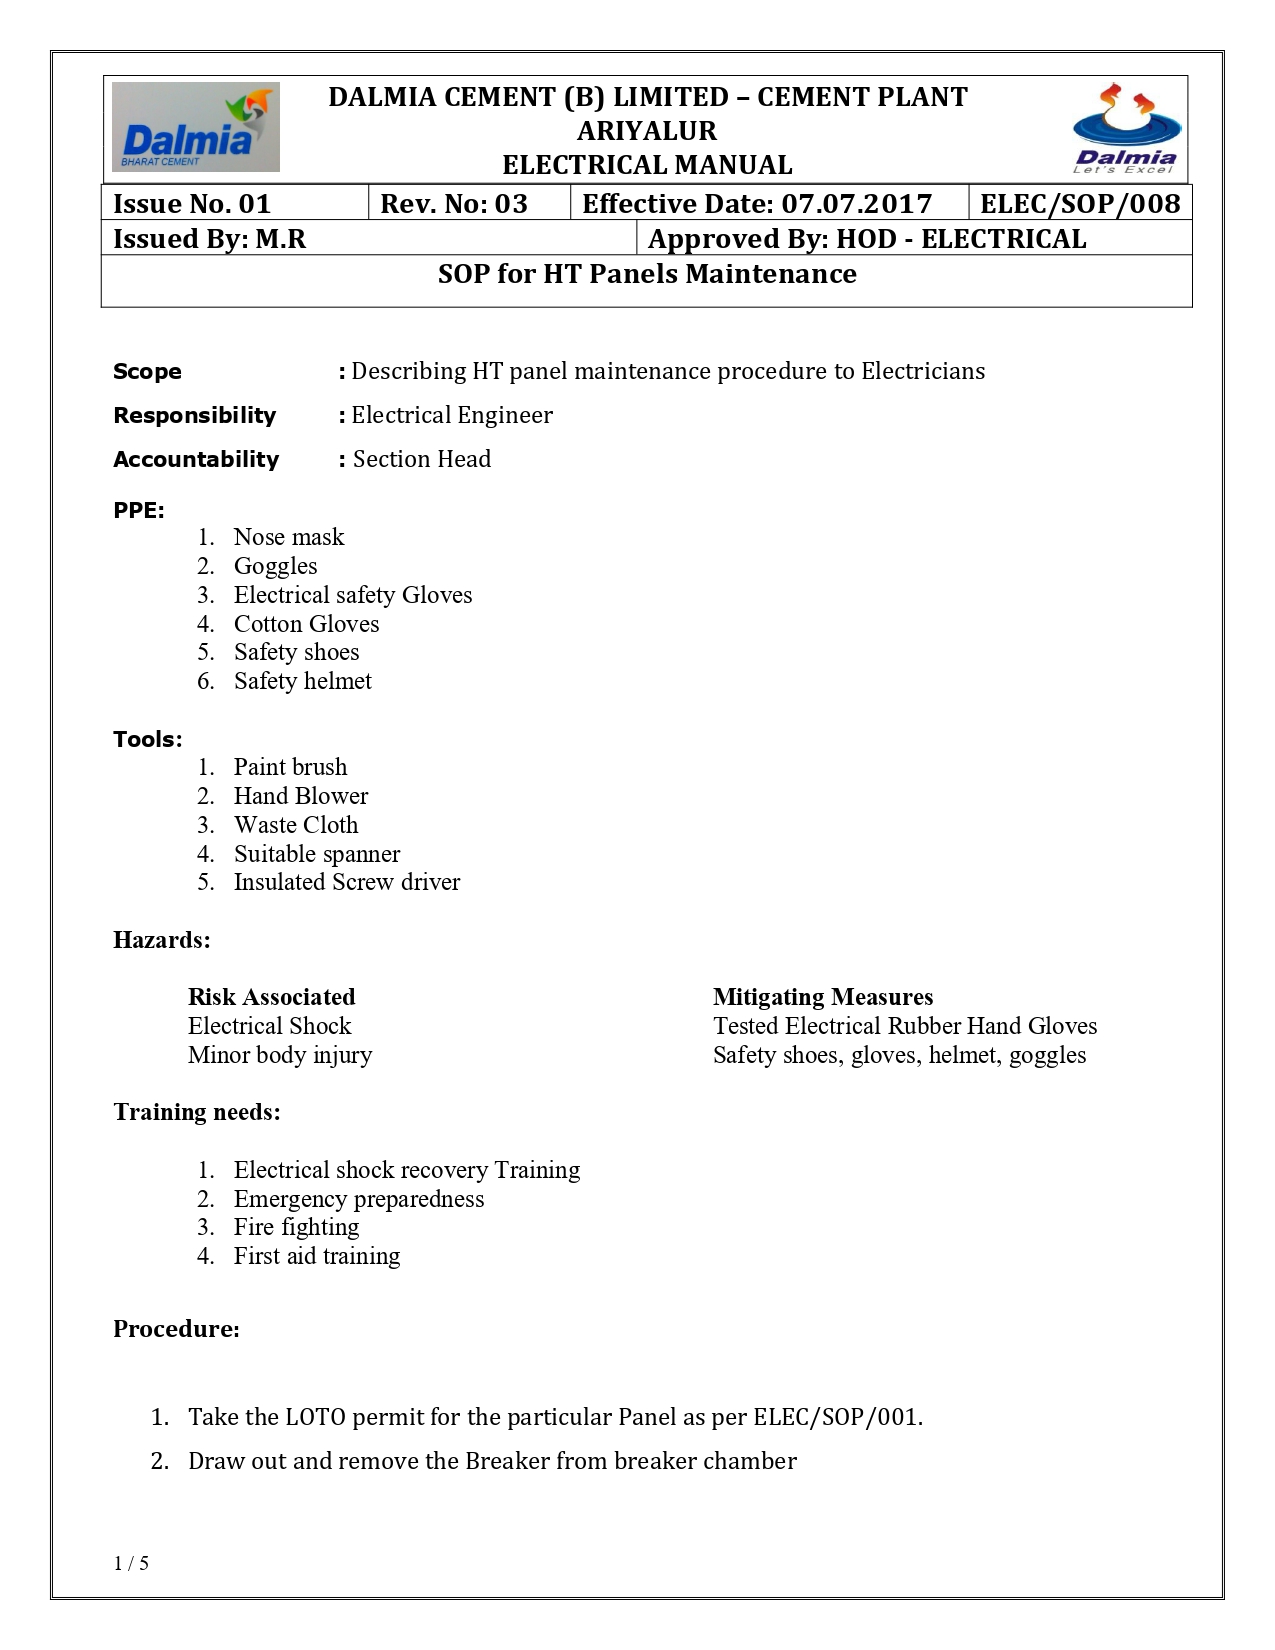 Dalmia
BHARAT CEMENT
DALMIA CEMENT (B) LIMITED – CEMENT PLANT
ARIYALUR
ELECTRICAL MANUAL
Dalmia
Let's Excel
Issue No. 01 Rev. No: 03 Effective Date: 07.07.2017 ELEC/SOP/008
Issued By: M.R Approved By: HOD - ELECTRICAL
SOP for HT Panels Maintenance
Scope : Describing HT panel maintenance procedure to Electricians
Responsibility : Electrical Engineer
Accountability : Section Head
PPE:
1. Nose mask
2. Goggles
3. Electrical safety Gloves
4. Cotton Gloves
5. Safety shoes
6. Safety helmet
Tools:
1. Paint brush
2. Hand Blower
3. Waste Cloth
4. Suitable spanner
5. Insulated Screw driver
Hazards:
Risk Associated Mitigating Measures
Electrical Shock Tested Electrical Rubber Hand Gloves
Minor body injury Safety shoes, gloves, helmet, goggles
Training needs:
1. Electrical shock recovery Training
2. Emergency preparedness
3. Fire fighting
4. First aid training
Procedure:
1. Take the LOTO permit for the particular Panel as per ELEC/SOP/001.
2. Draw out and remove the Breaker from breaker chamber
1 / 5